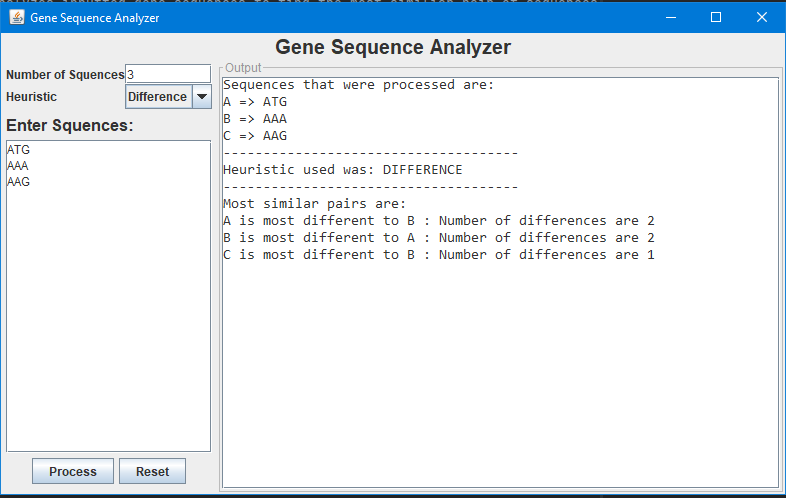 Gene Sequence Analyzer
Gene Sequence Analyzer
Number of Squences 3
Heuristic Difference
Enter Squences:
ATG
AAA
AAG
Process Reset
Output
Sequences that were processed are:
A => ATG
B => AAA
C => AAG
-------------------------------------
Heuristic used was: DIFFERENCE
-------------------------------------
Most similar pairs are:
A is most different to B : Number of differences are 2
B is most different to A : Number of differences are 2
C is most different to B : Number of differences are 1